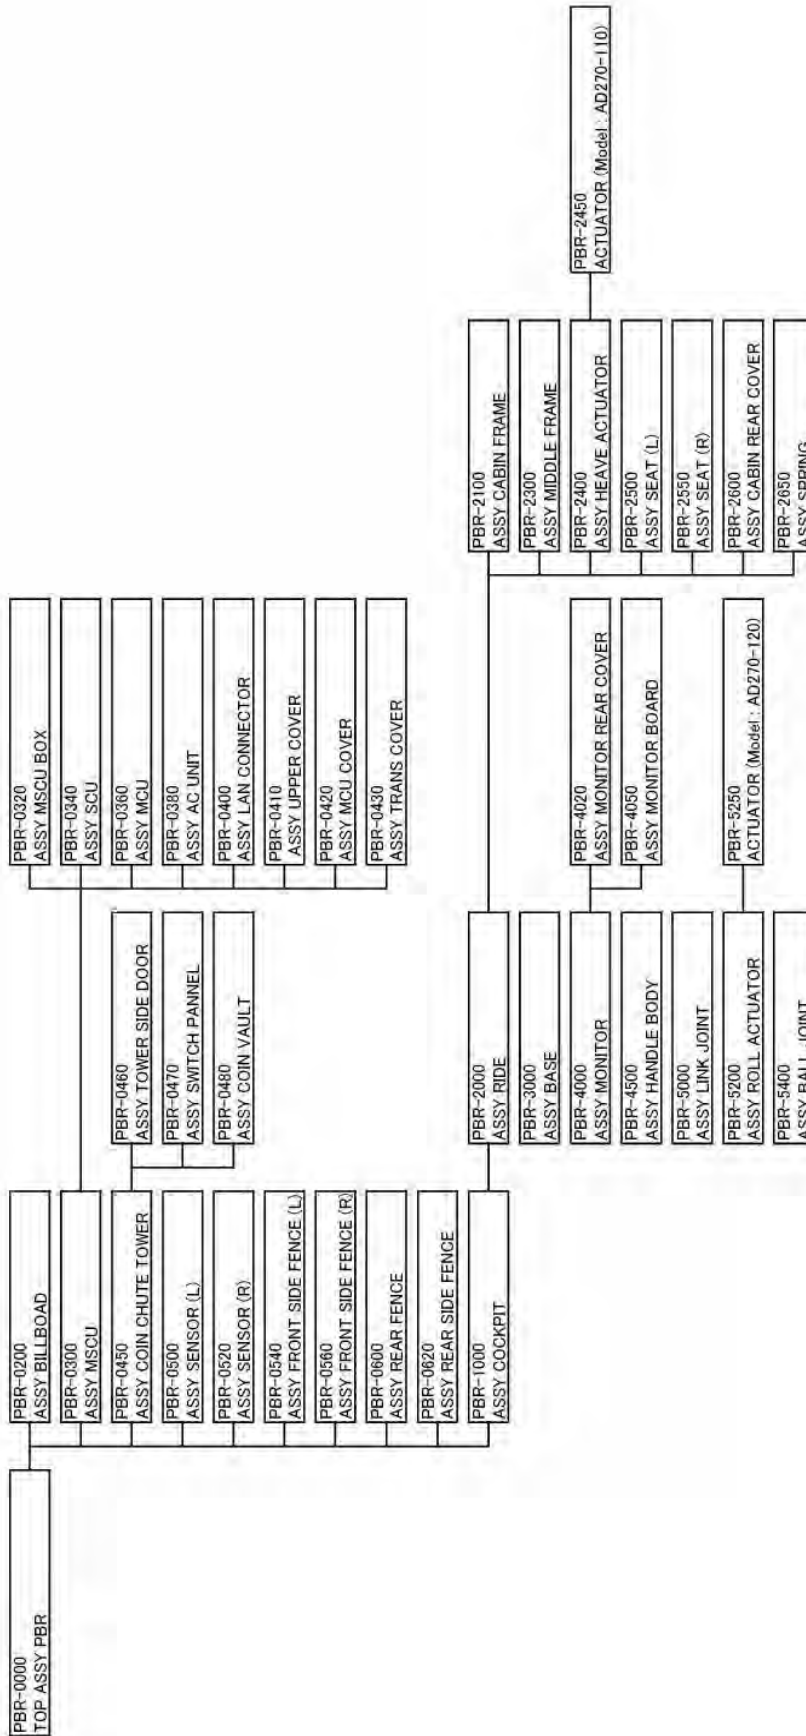 PBR-0000
TOP ASSY PBR
PBR-0200
ASSY BILLBOAD
PBR-0300
ASSY MSCU
PBR-0450
ASSY COIN CHUTE TOWER
PBR-0500
ASSY SENSOR (L)
PBR-0520
ASSY SENSOR (R)
PBR-0540
ASSY FRONT SIDE FENCE (L)
PBR-0560
ASSY FRONT SIDE FENCE (R)
PBR-0600
ASSY REAR FENCE
PBR-0620
ASSY REAR SIDE FENCE
PBR-1000
ASSY COCKPIT
PBR-0460
ASSY TOWER SIDE DOOR
PBR-0470
ASSY SWITCH PANNEL
PBR-0480
ASSY COIN VAULT
PBR-0320
ASSY MSCU BOX
PBR-0340
ASSY SCU
PBR-0360
ASSY MCU
PBR-0380
ASSY AC UNIT
PBR-0400
ASSY LAN CONNECTOR
PBR-0410
ASSY UPPER COVER
PBR-0420
ASSY MCU COVER
PBR-0430
ASSY TRANS COVER
PBR-2000
ASSY RIDE
PBR-3000
ASSY BASE
PBR-4000
ASSY MONITOR
PBR-4500
ASSY HANDLE BODY
PBR-5000
ASSY LINK JOINT
PBR-5200
ASSY ROLL ACTUATOR
PBR-5400
ASSY BALL JOINT
PBR-4020
ASSY MONITOR REAR COVER
PBR-4050
ASSY MONITOR BOARD
PBR-5250
ACTUATOR (Model : AD270-120)
PBR-2100
ASSY CABIN FRAME
PBR-2300
ASSY MIDDLE FRAME
PBR-2400
ASSY HEAVE ACTUATOR
PBR-2500
ASSY SEAT (L)
PBR-2550
ASSY SEAT (R)
PBR-2600
ASSY CABIN REAR COVER
PBR-2650
ASSY SPRING
PBR-2450
ACTUATOR (Model : AD270-110)